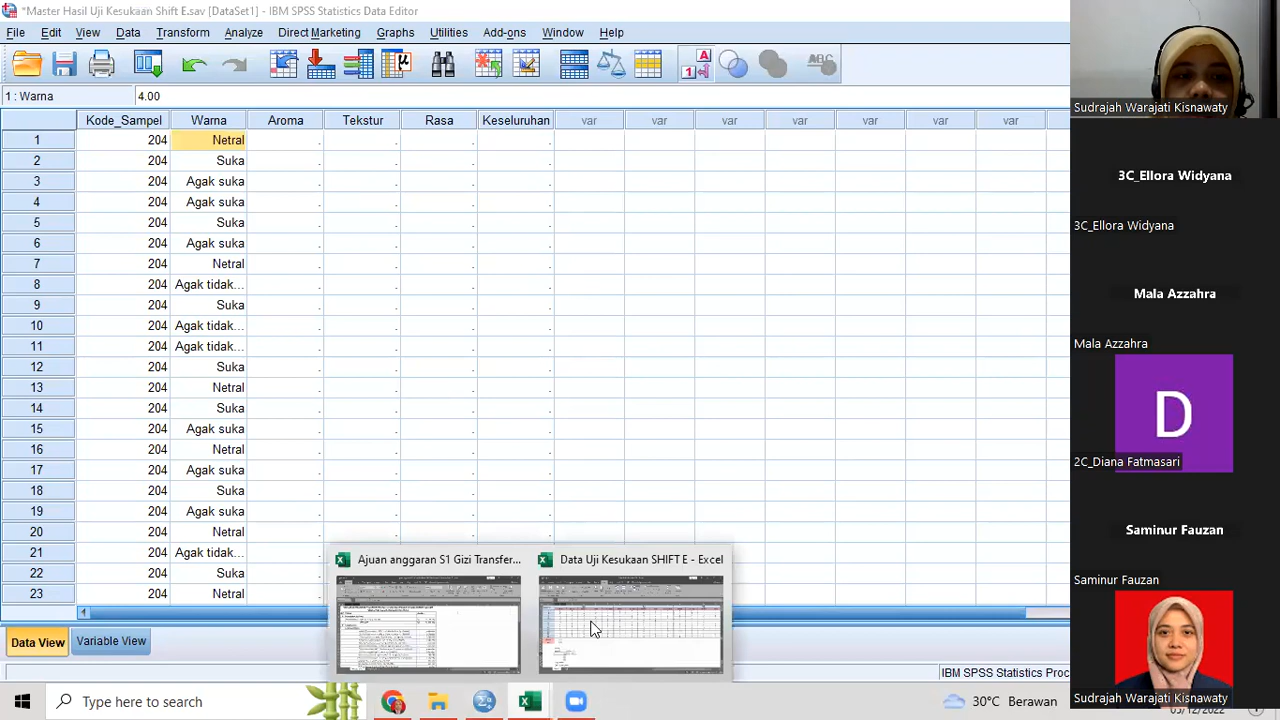 *Master Hasil Uji Kesukaan Shift E.sav [DataSet1] - IBM SPSS Statistics Data Editor
File Edit View Data Transform Analyze Direct Marketing Graphs Utilities Add-ons Window Help
1 : Warna 4.00
Kode_Sampel Warna Aroma Tekstur Rasa Keseluruhan var var var var var var var
1 204 Netral . . . .
2 204 Suka . . . .
3 204 Agak suka . . . .
4 204 Agak suka . . . .
5 204 Suka . . . .
6 204 Agak suka . . . .
7 204 Netral . . . .
8 204 Agak tidak... . . . .
9 204 Suka . . . .
10 204 Agak tidak... . . . .
11 204 Agak tidak... . . . .
12 204 Suka . . . .
13 204 Netral . . . .
14 204 Suka . . . .
15 204 Agak suka . . . .
16 204 Netral . . . .
17 204 Agak suka . . . .
18 204 Suka . . . .
19 204 Agak suka . . . .
20 204 Netral . . . .
21 204 Agak tidak...
22 204 Suka
23 204 Netral
Ajuan anggaran S1 Gizi Transfer...
Data Uji Kesukaan SHIFT E - Excel
Data View Variable View
IBM SPSS Statistics Proc
Type here to search
30°C Berawan
Sudrajah Warajati Kisnawaty
3C_Ellora Widyana
3C_Ellora Widyana
Mala Azzahra
Mala Azzahra
D
2C_Diana Fatmasari
Saminur Fauzan
Saminur Fauzan
Sudrajah Warajati Kisnawaty